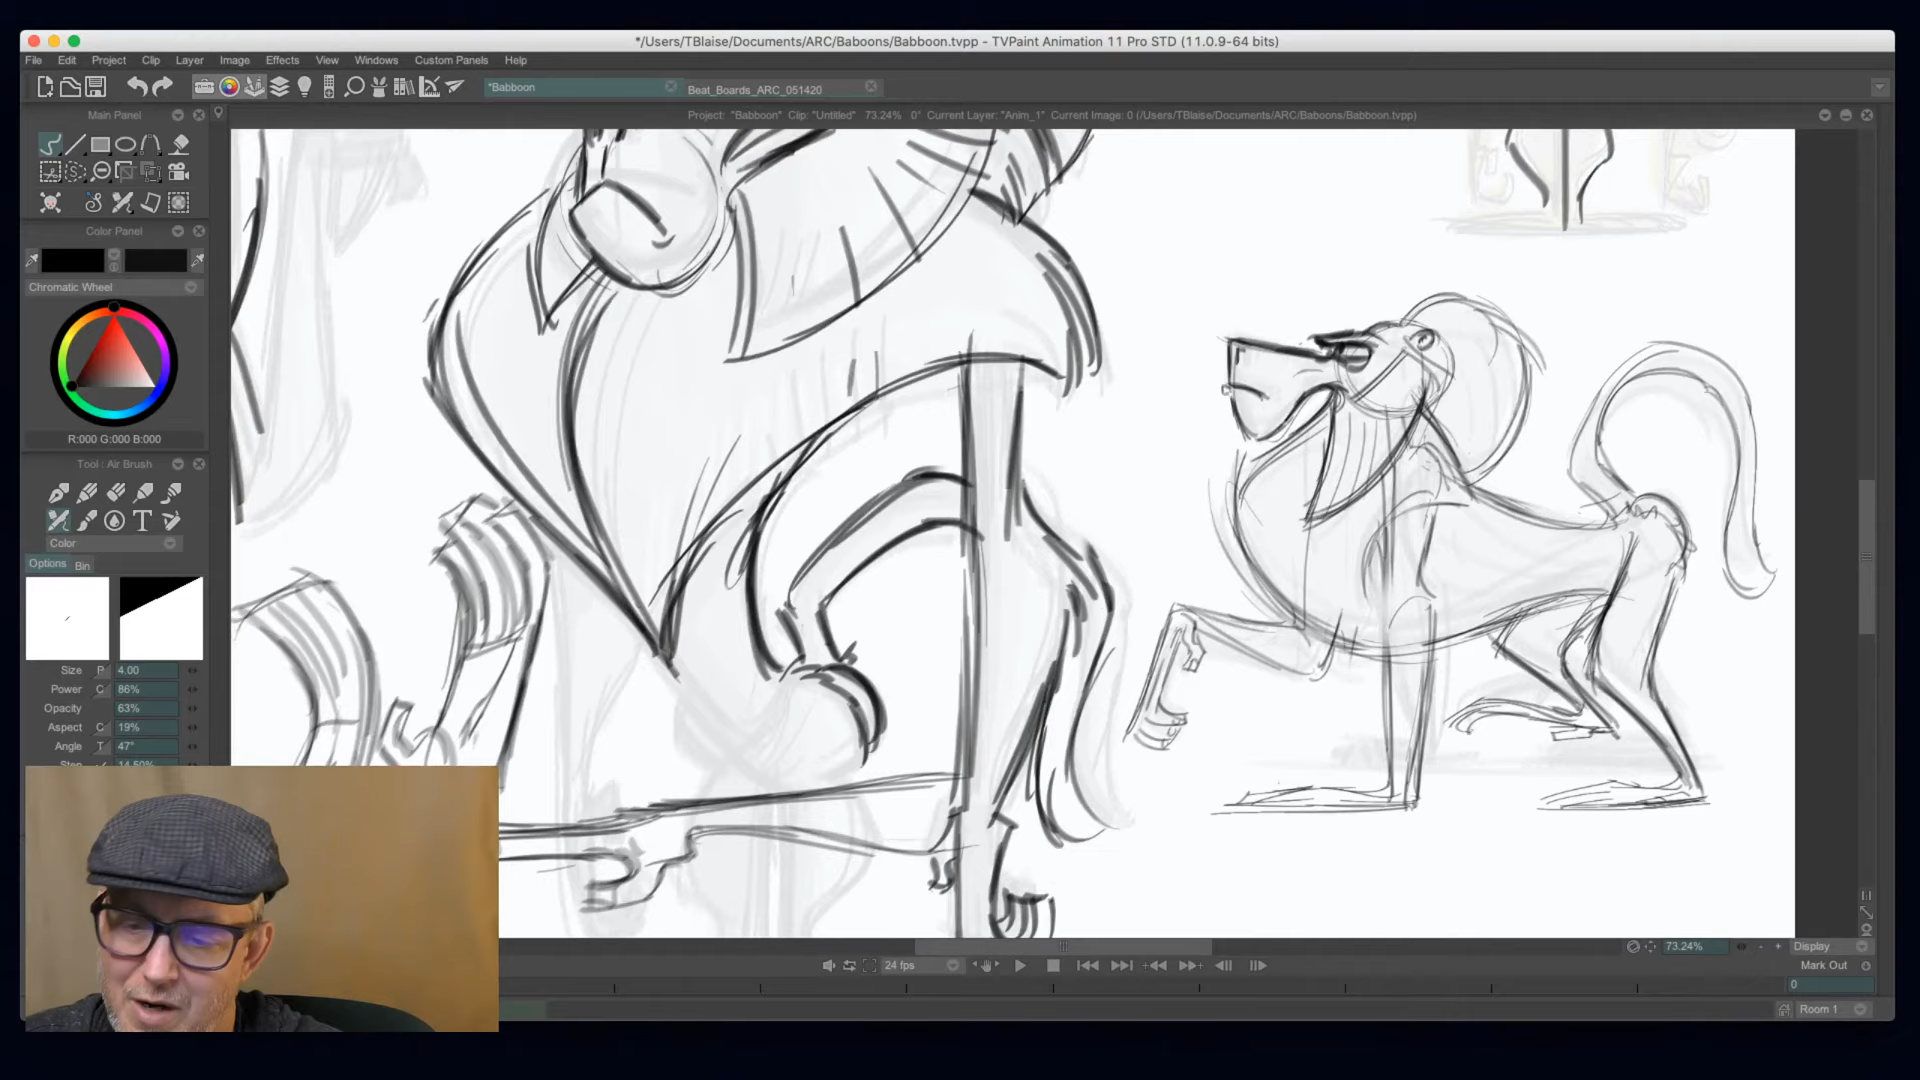 */Users/TBlaise/Documents/ARC/Baboons/Babboon.tvpp - TVPaint Animation 11 Pro STD (11.0.9-64 bits)
File Edit Project Clip Layer Image Effects View Windows Custom Panels Help
*Babboon Beat_Boards_ARC_051420
Main Panel
Project: "Babboon" Clip: "Untitled" 73.24% 0° Current Layer: "Anim_1" Current Image: 0 (/Users/TBlaise/Documents/ARC/Baboons/Babboon.tvpp)
Color Panel
Chromatic Wheel
R:000 G:000 B:000
Tool : Air Brush
Color
Options Bin
Size P 4.00
Power C 86%
Opacity 63%
Aspect C 19%
Angle T 47°
Step 14.50%
73.24% Display
24 fps Mark Out
0
Room 1